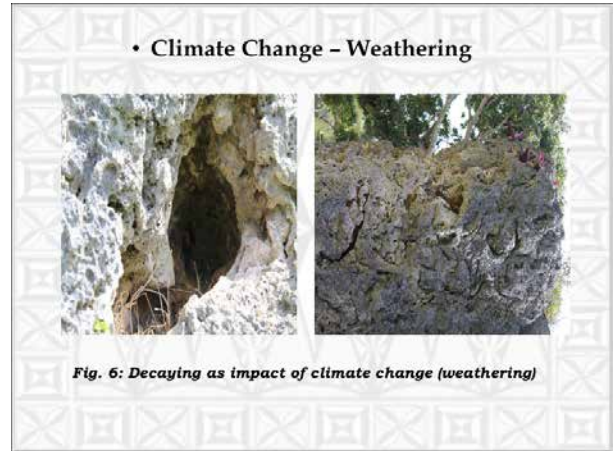 • Climate Change – Weathering
Fig. 6: Decaying as impact of climate change (weathering)